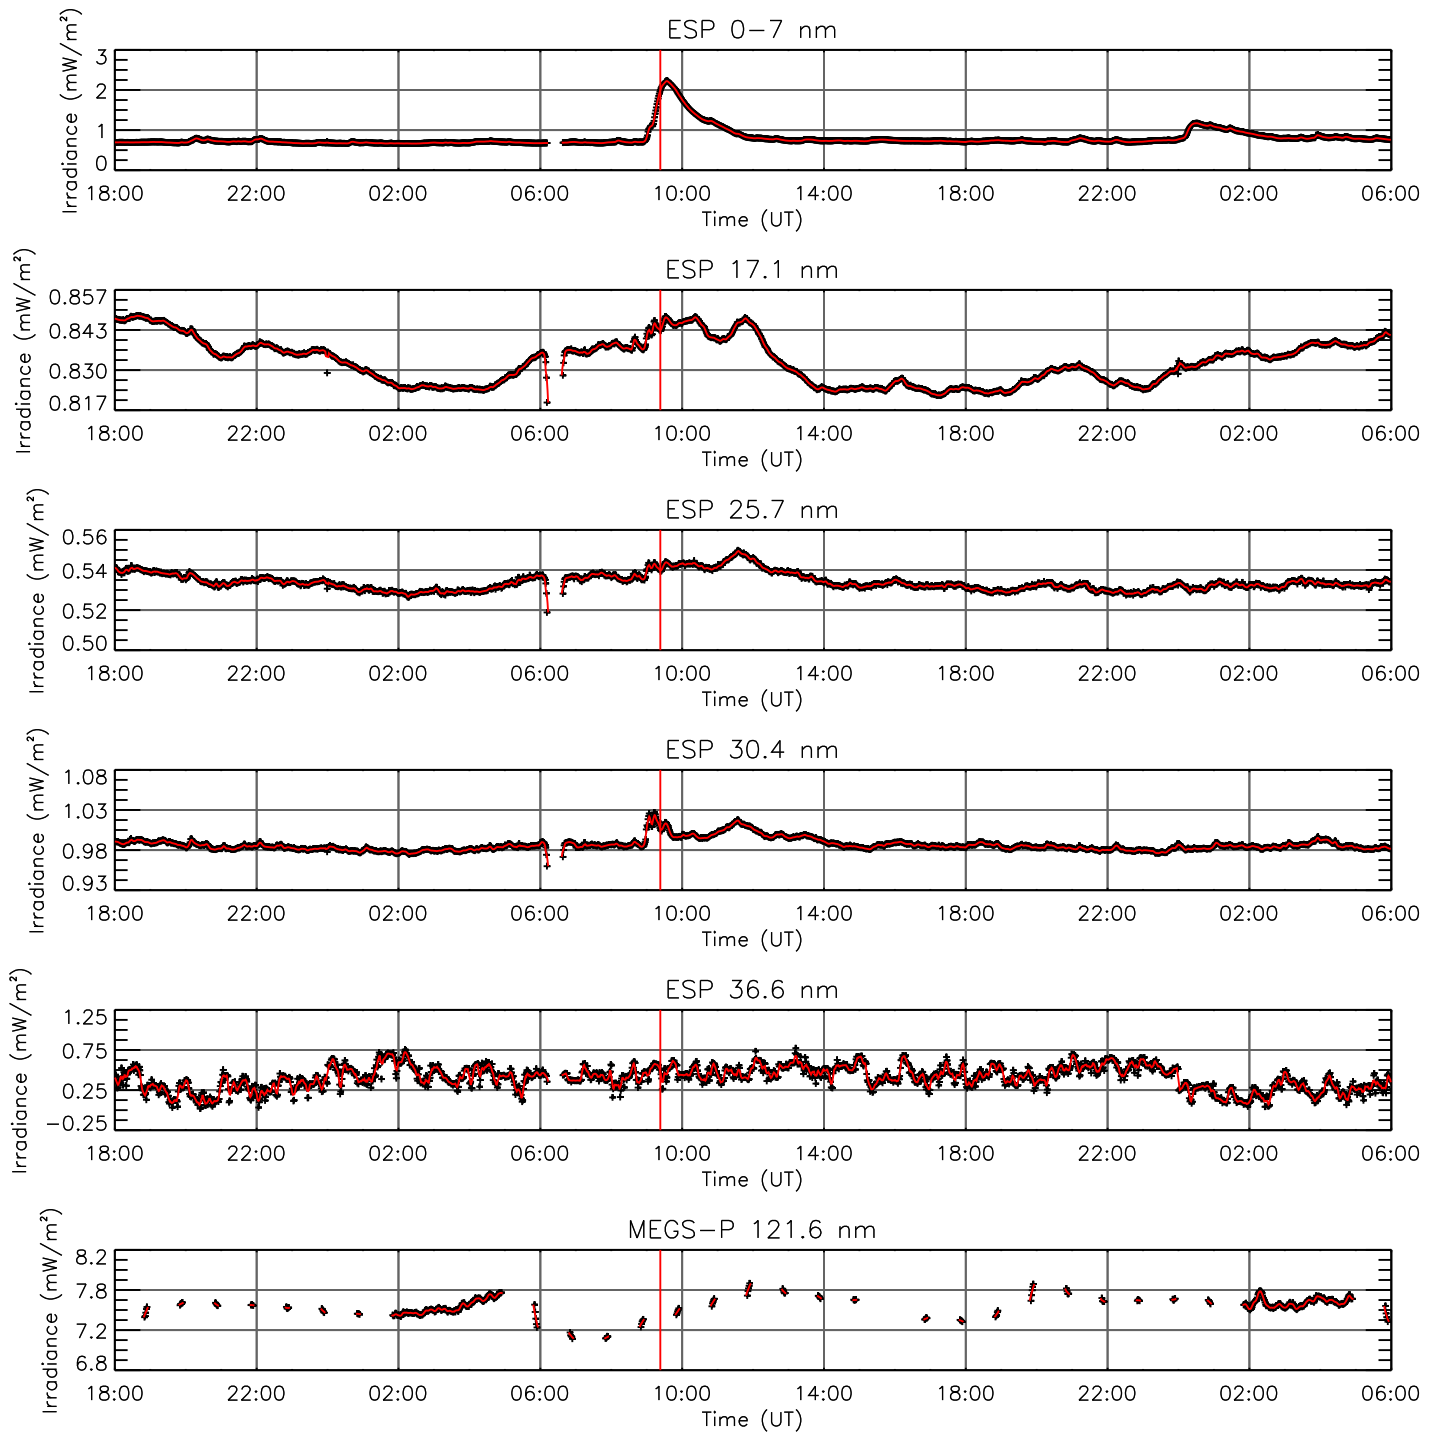 ESP 0-7 nm
Irradiance (mW/m²)
3
2
1
0
18:00 22:00 02:00 06:00 10:00 14:00 18:00 22:00 02:00 06:00
Time (UT)
ESP 17.1 nm
Irradiance (mW/m²)
0.857
0.843
0.830
0.817
18:00 22:00 02:00 06:00 10:00 14:00 18:00 22:00 02:00 06:00
Time (UT)
ESP 25.7 nm
Irradiance (mW/m²)
0.56
0.54
0.52
0.50
18:00 22:00 02:00 06:00 10:00 14:00 18:00 22:00 02:00 06:00
Time (UT)
ESP 30.4 nm
Irradiance (mW/m²)
1.08
1.03
0.98
0.93
18:00 22:00 02:00 06:00 10:00 14:00 18:00 22:00 02:00 06:00
Time (UT)
ESP 36.6 nm
Irradiance (mW/m²)
1.25
0.75
0.25
-0.25
18:00 22:00 02:00 06:00 10:00 14:00 18:00 22:00 02:00 06:00
Time (UT)
MEGS-P 121.6 nm
Irradiance (mW/m²)
8.2
7.8
7.2
6.8
18:00 22:00 02:00 06:00 10:00 14:00 18:00 22:00 02:00 06:00
Time (UT)